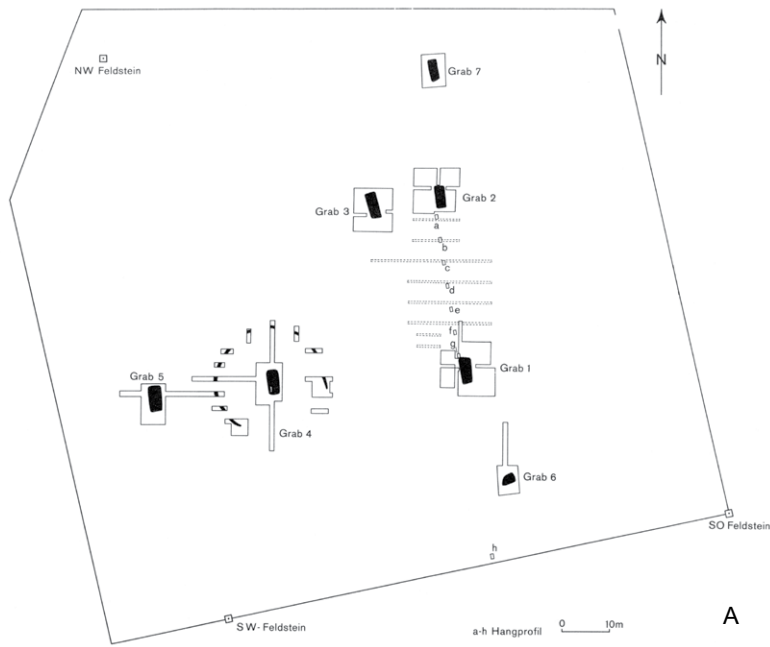 N
NW Feldstein
Grab 7
Grab 2
Grab 3
a
b
c
d
e
f
g
Grab 1
Grab 5
Grab 4
Grab 6
SO Feldstein
h
SW-Feldstein
a-h Hangprofil 0 10m
A